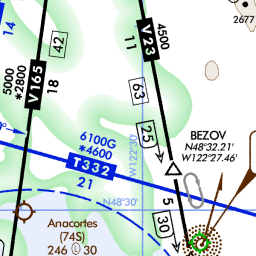 2677
V23
4500
11
42
5000
*2800
V165
18
63
6100G
*4600
T332
21
W122°30'
25
BEZOV
N48°32.21'
W122°27.46'
N48°30'
5
30
Anacortes
(74S)
246 30